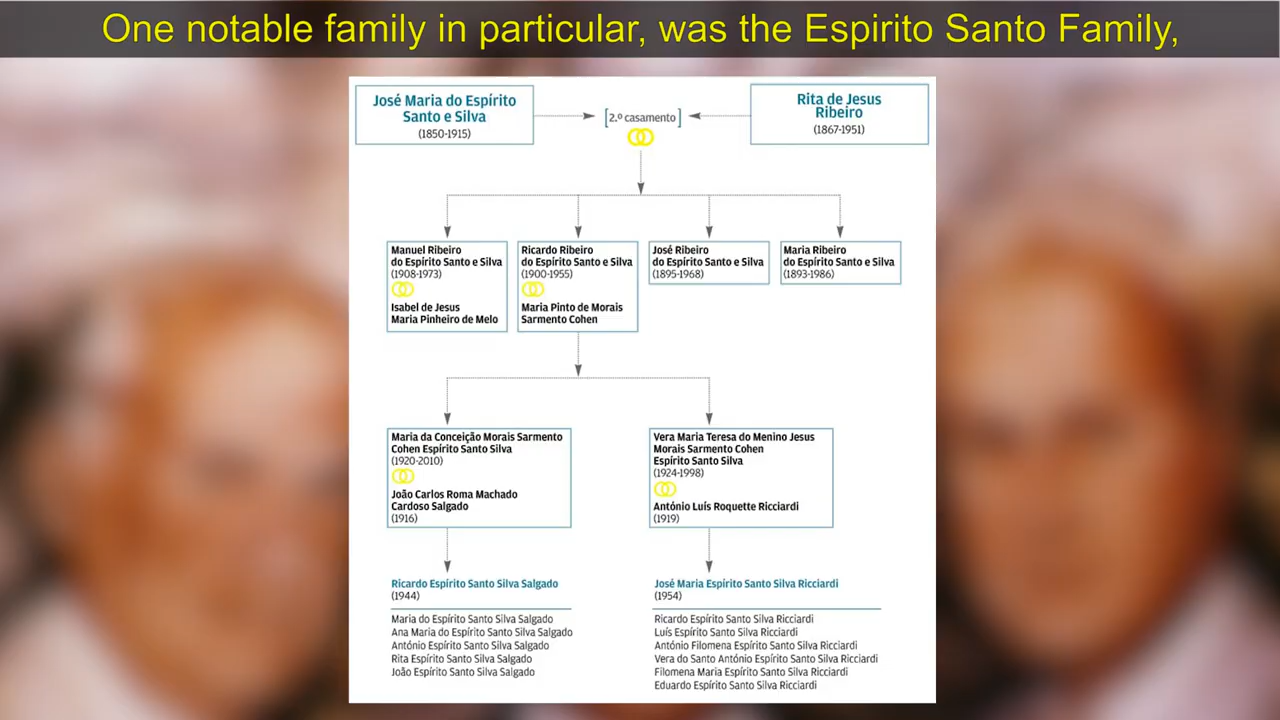 One notable family in particular, was the Espirito Santo Family,
José Maria do Espírito
Santo e Silva
(1850-1915)
[2.º casamento]
Rita de Jesus
Ribeiro
(1867-1951)
Manuel Ribeiro
do Espírito Santo e Silva
(1908-1973)
Isabel de Jesus
Maria Pinheiro de Melo
Ricardo Ribeiro
do Espírito Santo e Silva
(1900-1955)
Maria Pinto de Morais
Sarmento Cohen
José Ribeiro
do Espírito Santo e Silva
(1895-1968)
Maria Ribeiro
do Espírito Santo e Silva
(1893-1986)
Maria da Conceição Morais Sarmento
Cohen Espírito Santo Silva
(1920-2010)
João Carlos Roma Machado
Cardoso Salgado
(1916)
Vera Maria Teresa do Menino Jesus
Morais Sarmento Cohen
Espírito Santo Silva
(1924-1998)
António Luís Roquette Ricciardi
(1919)
Ricardo Espírito Santo Silva Salgado
(1944)
Maria do Espírito Santo Silva Salgado
Ana Maria do Espírito Santo Silva Salgado
António Espírito Santo Silva Salgado
Rita Espírito Santo Silva Salgado
João Espírito Santo Silva Salgado
José Maria Espírito Santo Silva Ricciardi
(1954)
Ricardo Espírito Santo Silva Ricciardi
Luís Espírito Santo Silva Ricciardi
António Filomena Espírito Santo Silva Ricciardi
Vera do Santo António Espírito Santo Silva Ricciardi
Filomena Maria Espírito Santo Silva Ricciardi
Eduardo Espírito Santo Silva Ricciardi